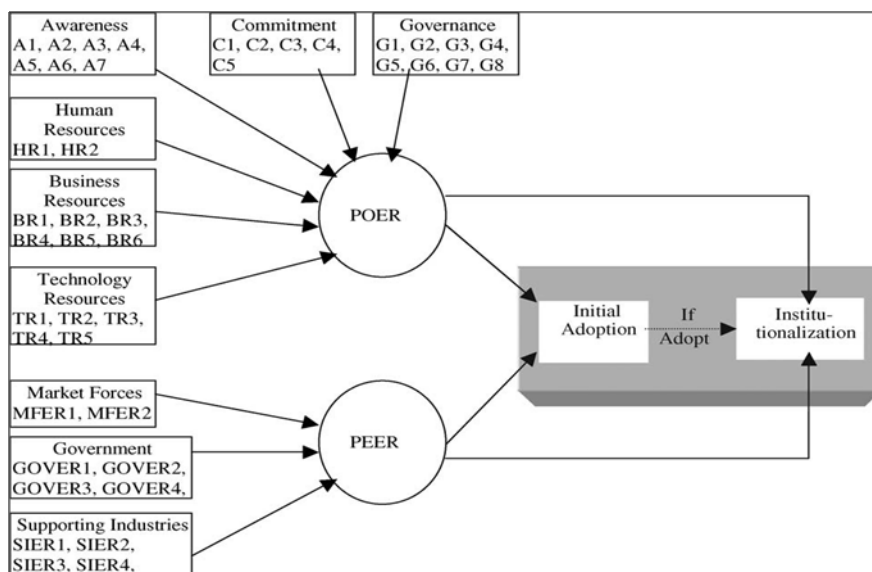 Awareness
A1, A2, A3, A4,
A5, A6, A7
Commitment
C1, C2, C3, C4,
C5
Governance
G1, G2, G3, G4,
G5, G6, G7, G8
Human
Resources
HR1, HR2
Business
Resources
BR1, BR2, BR3,
BR4, BR5, BR6
Technology
Resources
TR1, TR2, TR3,
TR4, TR5
POER
Initial
Adoption
If
Adopt
Institu-
tionalization
Market Forces
MFER1, MFER2
Government
GOVER1, GOVER2,
GOVER3, GOVER4,
Supporting Industries
SIER1, SIER2,
SIER3, SIER4,
PEER